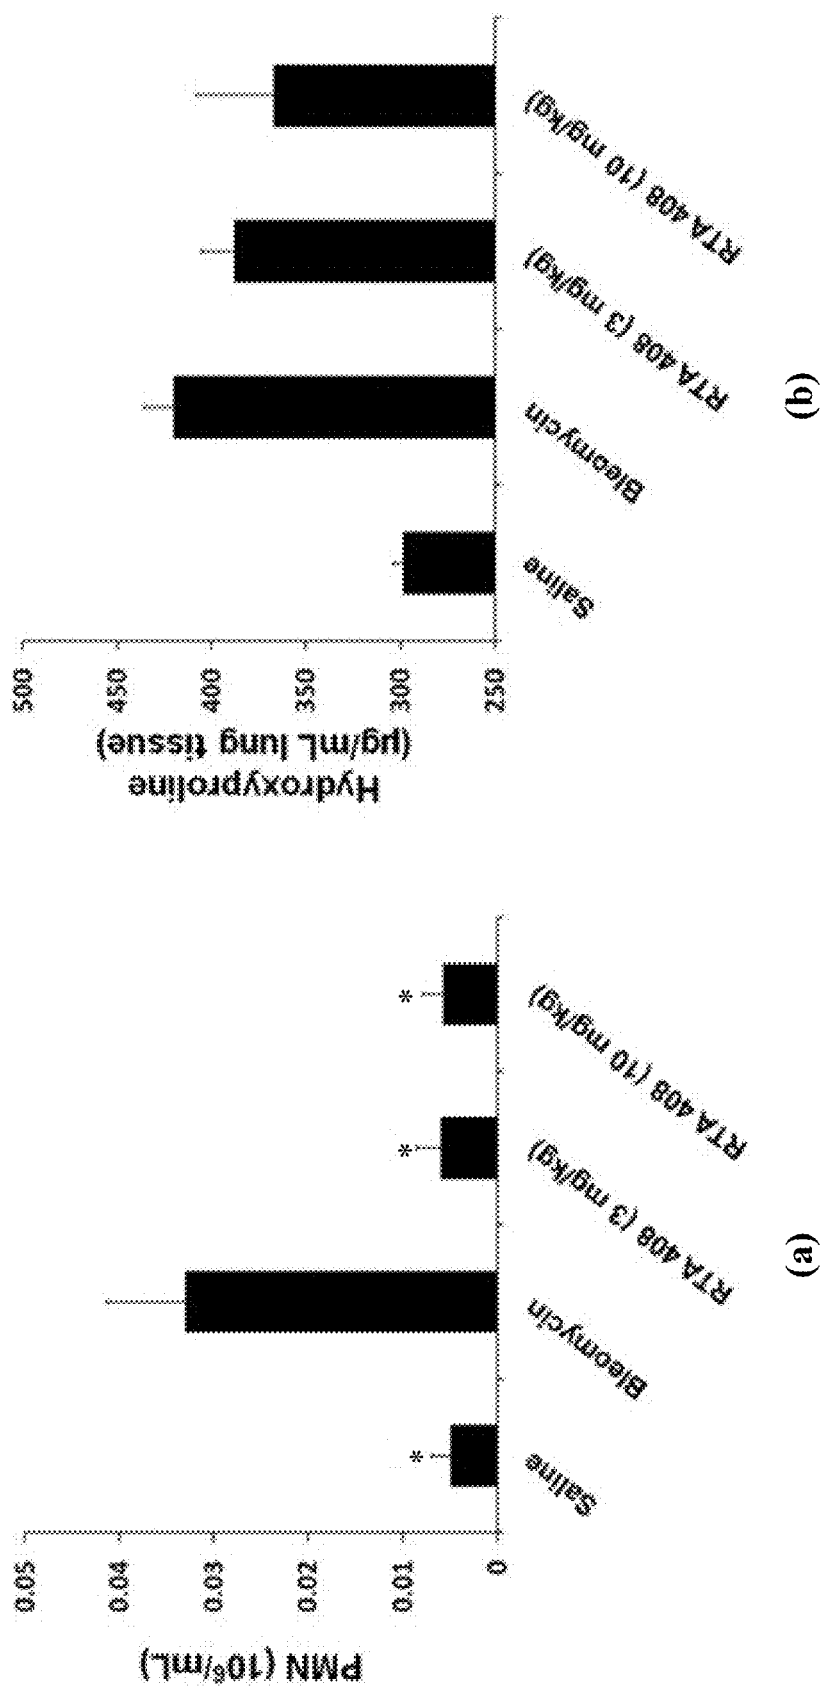 PMN (10⁶/mL)
0.05
0.04
0.03
0.02
0.01
0
*
*
*
Saline
Bleomycin
RTA 408 (3 mg/kg)
RTA 408 (10 mg/kg)
(a)
Hydroxyproline
(µg/mL lung tissue)
500
450
400
350
300
250
Saline
Bleomycin
RTA 408 (3 mg/kg)
RTA 408 (10 mg/kg)
(b)